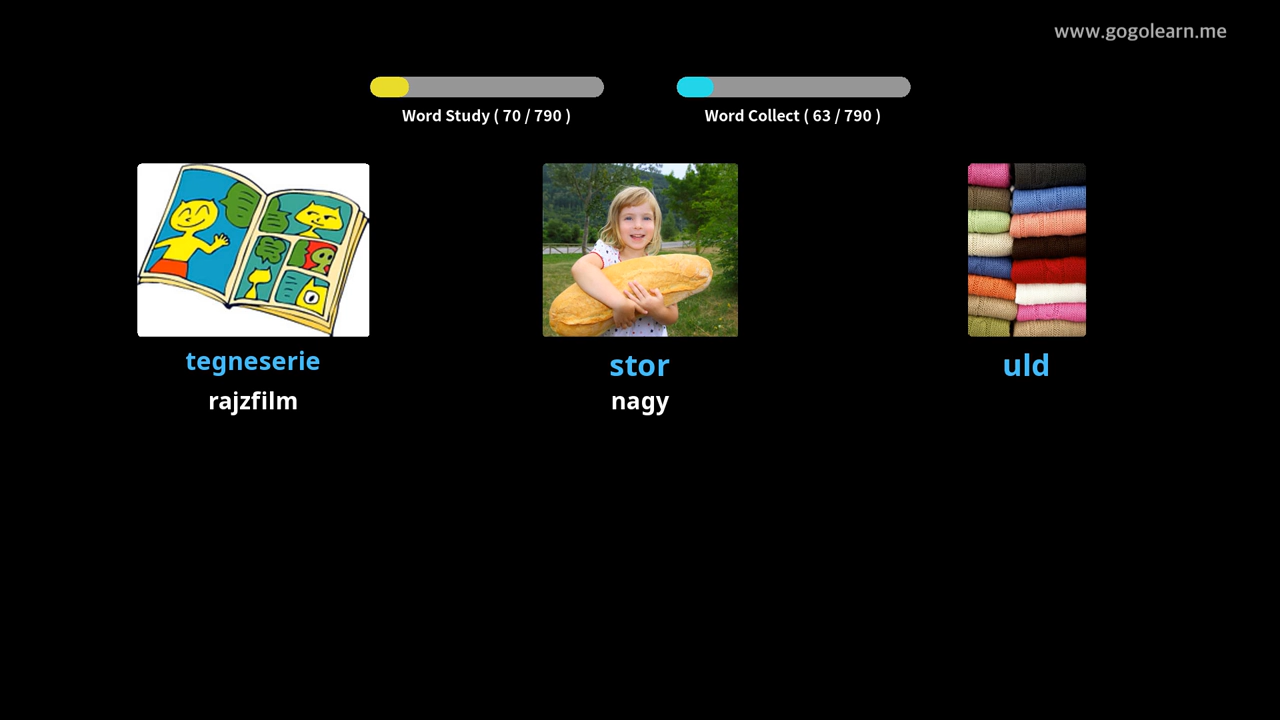 www.gogolearn.me
Word Study ( 70 / 790 )
Word Collect ( 63 / 790 )
tegneserie
rajzfilm
stor
nagy
uld